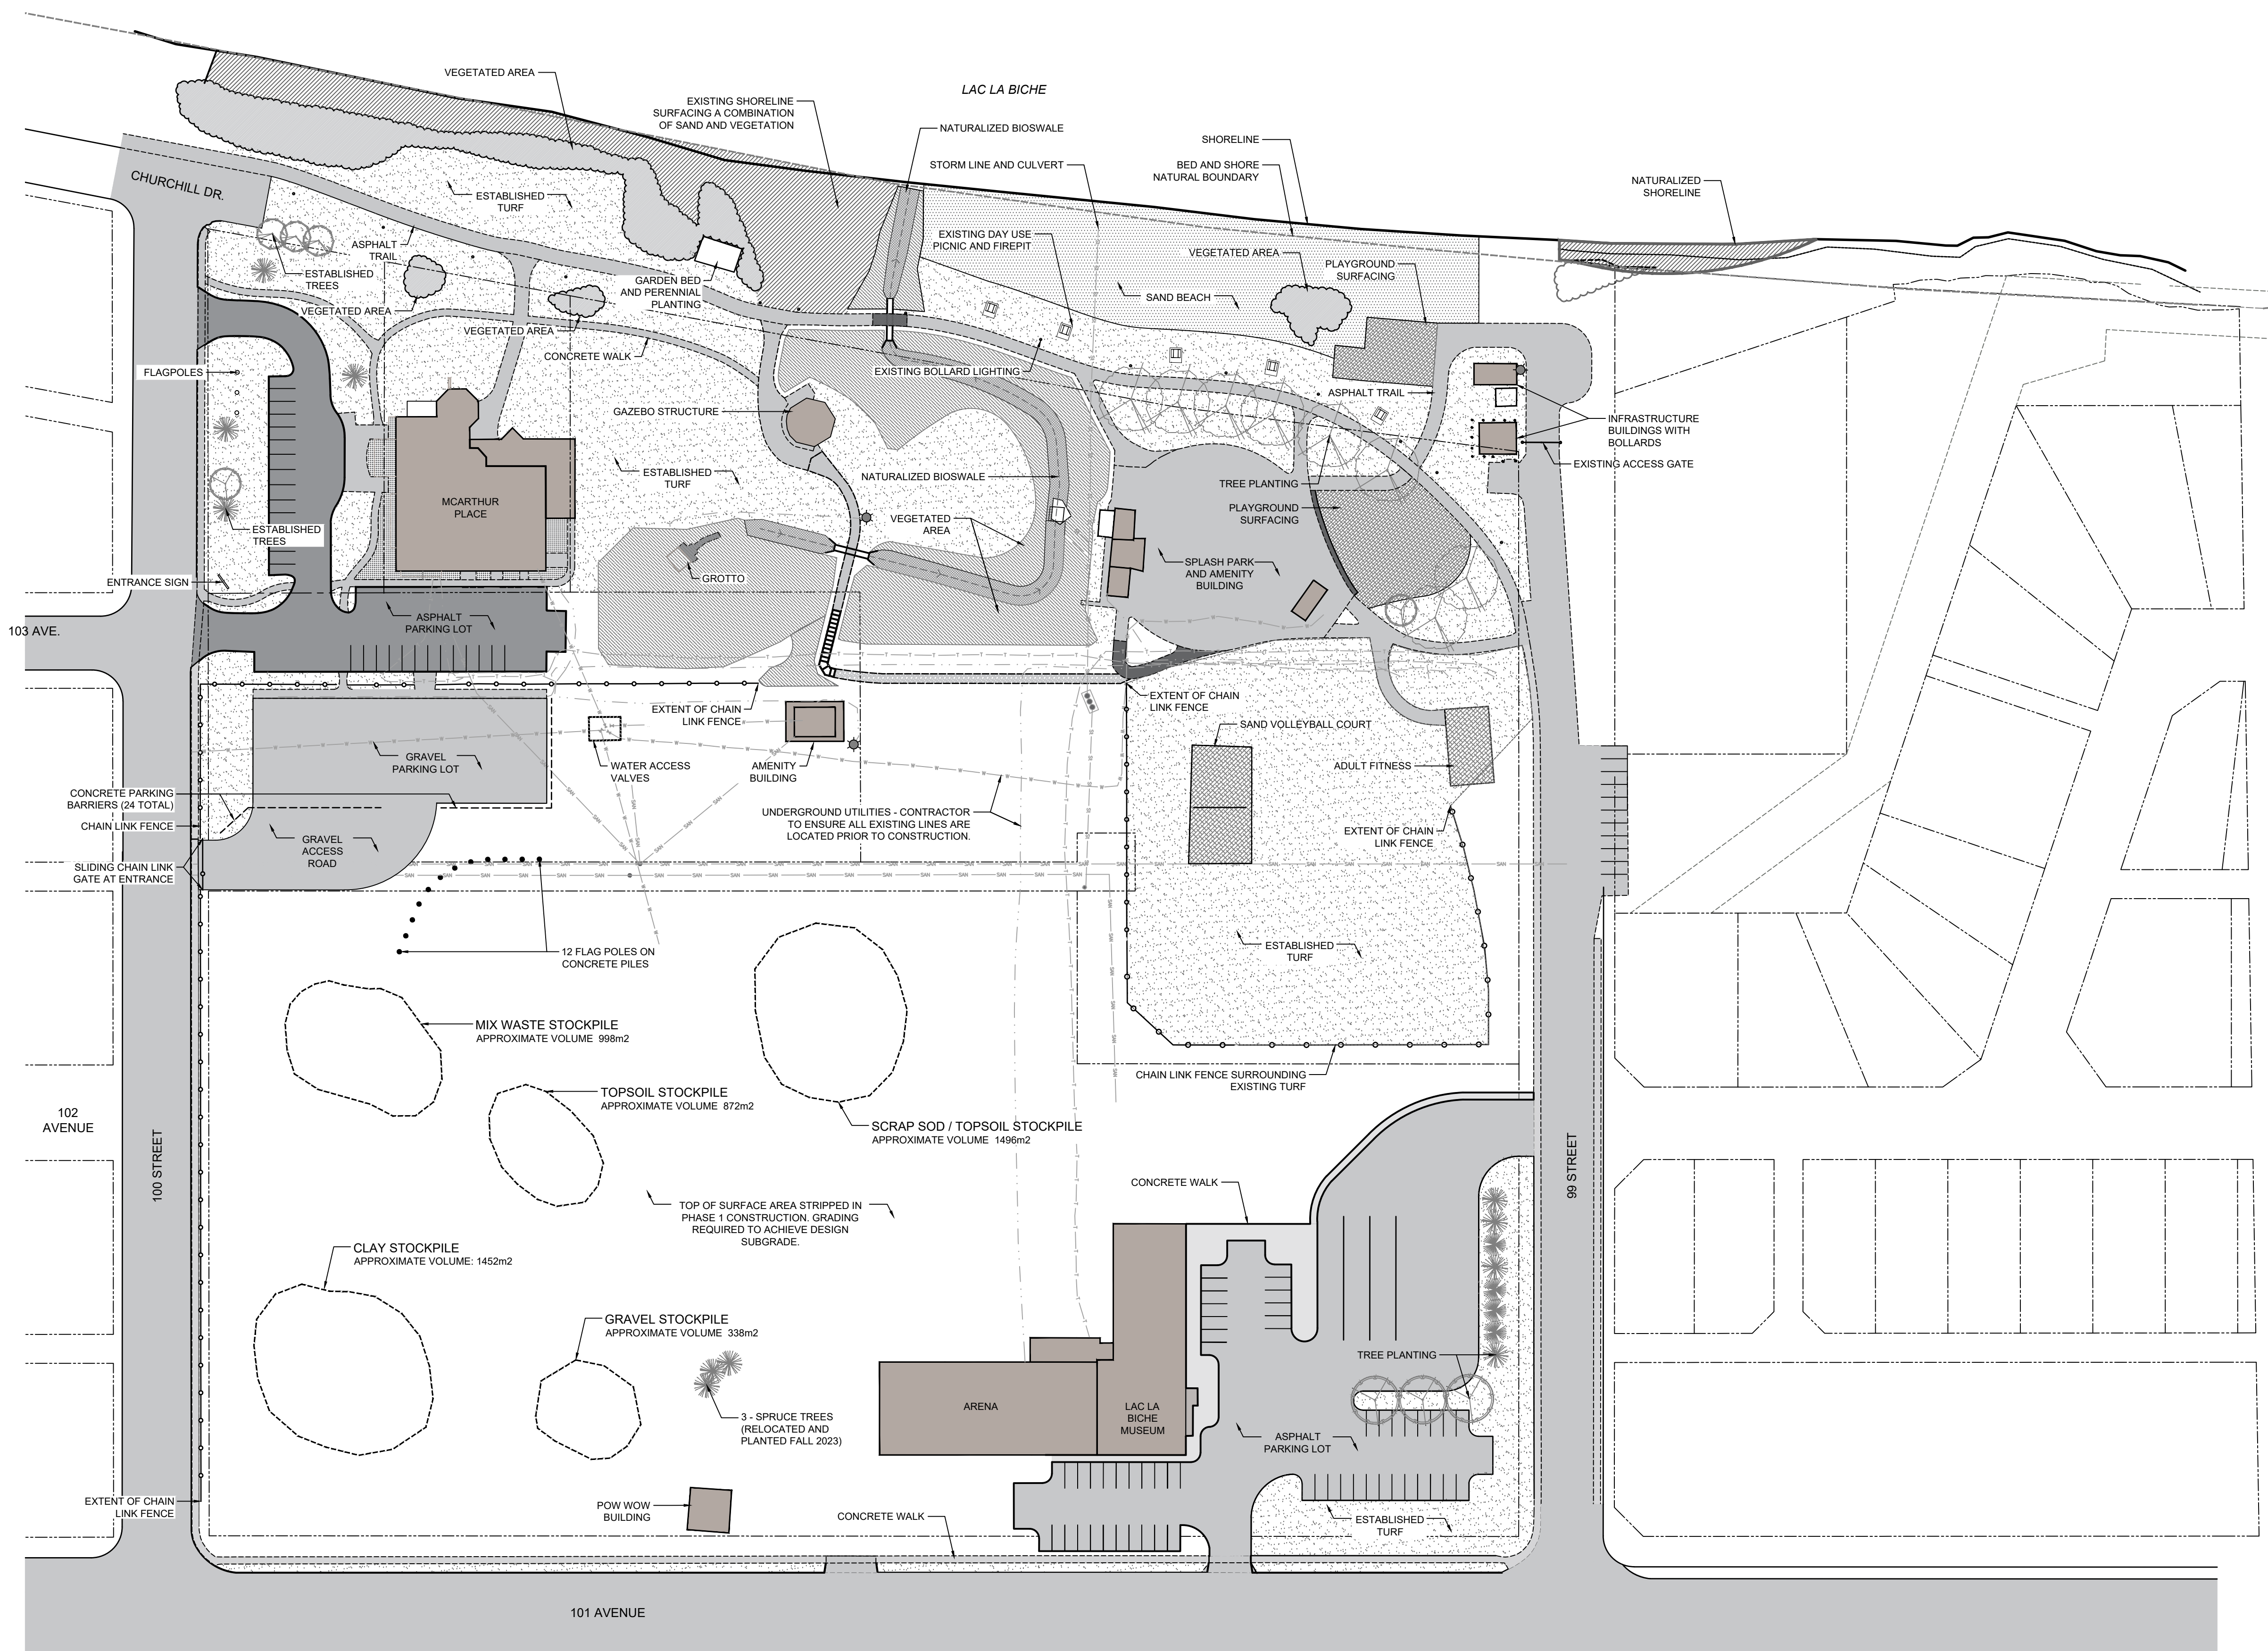 VEGETATED AREA
LAC LA BICHE
EXISTING SHORELINE
SURFACING A COMBINATION
OF SAND AND VEGETATION
NATURALIZED BIOSWALE
SHORELINE
STORM LINE AND CULVERT
BED AND SHORE
NATURAL BOUNDARY
NATURALIZED
SHORELINE
CHURCHILL DR.
ESTABLISHED
TURF
ASPHALT
TRAIL
EXISTING DAY USE
PICNIC AND FIREPIT
VEGETATED AREA
PLAYGROUND
SURFACING
ESTABLISHED
TREES
GARDEN BED
AND PERENNIAL
PLANTING
SAND BEACH
VEGETATED AREA
VEGETATED AREA
CONCRETE WALK
FLAGPOLES
EXISTING BOLLARD LIGHTING
ASPHALT TRAIL
GAZEBO STRUCTURE
INFRASTRUCTURE
BUILDINGS WITH
BOLLARDS
EXISTING ACCESS GATE
ESTABLISHED
TURF
NATURALIZED BIOSWALE
TREE PLANTING
MCARTHUR
PLACE
PLAYGROUND
SURFACING
ESTABLISHED
TREES
VEGETATED
AREA
SPLASH PARK
AND AMENITY
BUILDING
ENTRANCE SIGN
GROTTO
ASPHALT
PARKING LOT
103 AVE.
EXTENT OF CHAIN
LINK FENCE
EXTENT OF CHAIN
LINK FENCE
SAND VOLLEYBALL COURT
GRAVEL
PARKING LOT
WATER ACCESS
VALVES
AMENITY
BUILDING
ADULT FITNESS
CONCRETE PARKING
BARRIERS (24 TOTAL)
UNDERGROUND UTILITIES - CONTRACTOR
TO ENSURE ALL EXISTING LINES ARE
LOCATED PRIOR TO CONSTRUCTION.
CHAIN LINK FENCE
EXTENT OF CHAIN
LINK FENCE
GRAVEL
ACCESS
ROAD
SLIDING CHAIN LINK
GATE AT ENTRANCE
12 FLAG POLES ON
CONCRETE PILES
ESTABLISHED
TURF
MIX WASTE STOCKPILE
APPROXIMATE VOLUME 998m2
CHAIN LINK FENCE SURROUNDING
EXISTING TURF
TOPSOIL STOCKPILE
APPROXIMATE VOLUME 872m2
102
AVENUE
SCRAP SOD / TOPSOIL STOCKPILE
APPROXIMATE VOLUME 1496m2
100 STREET
99 STREET
CONCRETE WALK
TOP OF SURFACE AREA STRIPPED IN
PHASE 1 CONSTRUCTION. GRADING
REQUIRED TO ACHIEVE DESIGN
SUBGRADE.
CLAY STOCKPILE
APPROXIMATE VOLUME: 1452m2
GRAVEL STOCKPILE
APPROXIMATE VOLUME 338m2
TREE PLANTING
3 - SPRUCE TREES
(RELOCATED AND
PLANTED FALL 2023)
ARENA
LAC LA
BICHE
MUSEUM
ASPHALT
PARKING LOT
EXTENT OF CHAIN
LINK FENCE
POW WOW
BUILDING
CONCRETE WALK
ESTABLISHED
TURF
101 AVENUE